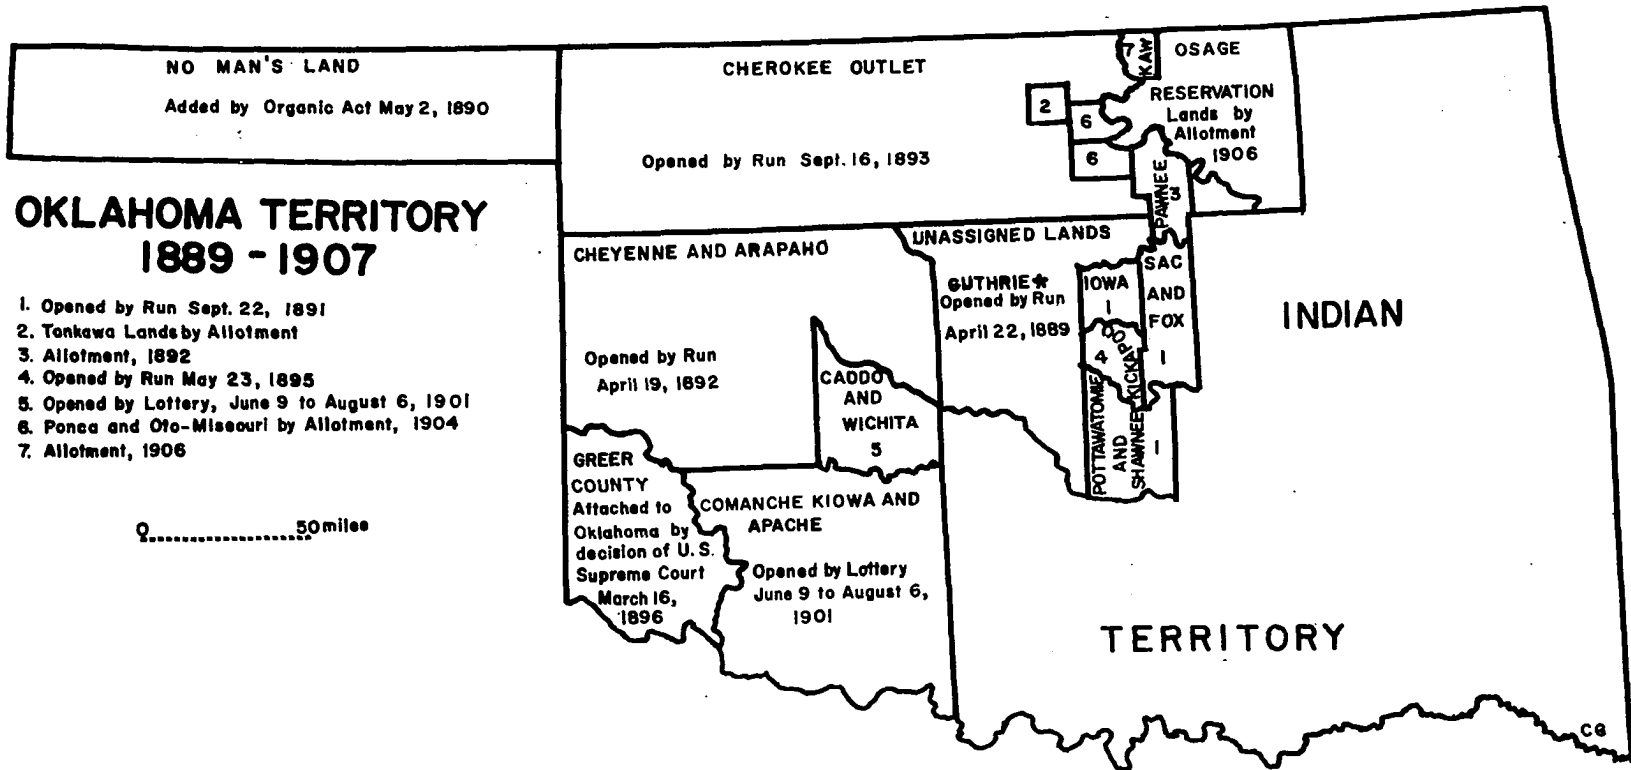 NO MAN'S LAND
Added by Organic Act May 2, 1890
OKLAHOMA TERRITORY
1889 - 1907
1. Opened by Run Sept. 22, 1891
2. Tonkawa Lands by Allotment
3. Allotment, 1892
4. Opened by Run May 23, 1895
5. Opened by Lottery, June 9 to August 6, 1901
6. Ponca and Oto-Missouri by Allotment, 1904
7. Allotment, 1906
0 50 miles
CHEROKEE OUTLET
Opened by Run Sept. 16, 1893
7
KAW
OSAGE
RESERVATION
Lands by
Allotment
1906
2
6
6
PAWNEE
3
CHEYENNE AND ARAPAHO
Opened by Run
April 19, 1892
UNASSIGNED LANDS
GUTHRIE★
Opened by Run
April 22, 1889
IOWA
1
SAC
AND
FOX
1
KICKAPOO
4
POTTAWATOMIE
AND
SHAWNEE
1
CADDO
AND
WICHITA
5
GREER
COUNTY
Attached to
Oklahoma by
decision of U. S.
Supreme Court
March 16,
1896
COMANCHE KIOWA AND
APACHE
Opened by Lottery
June 9 to August 6,
1901
INDIAN
TERRITORY
CG